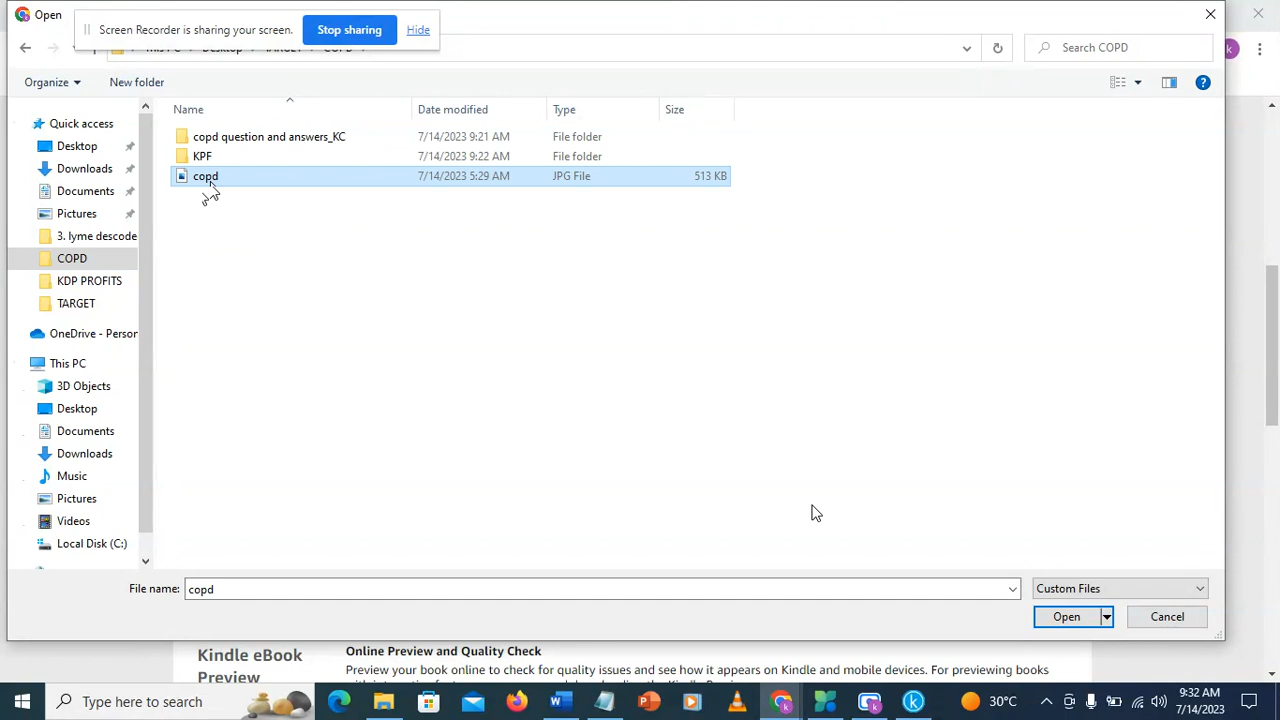 Open
Screen Recorder is sharing your screen.
Stop sharing
Hide
Search COPD
Organize
New folder
Name
Date modified
Type
Size
Quick access
Desktop
Downloads
Documents
Pictures
3. lyme descode
COPD
KDP PROFITS
TARGET
OneDrive - Person
This PC
3D Objects
Desktop
Documents
Downloads
Music
Pictures
Videos
Local Disk (C:)
copd question and answers_KC 7/14/2023 9:21 AM File folder
KPF 7/14/2023 9:22 AM File folder
copd 7/14/2023 5:29 AM JPG File 513 KB
File name: copd
Custom Files
Open
Cancel
Kindle eBook
Preview
Online Preview and Quality Check
Preview your book online to check for quality issues and see how it appears on Kindle and mobile devices. For previewing books
Type here to search
30°C
9:32 AM
7/14/2023